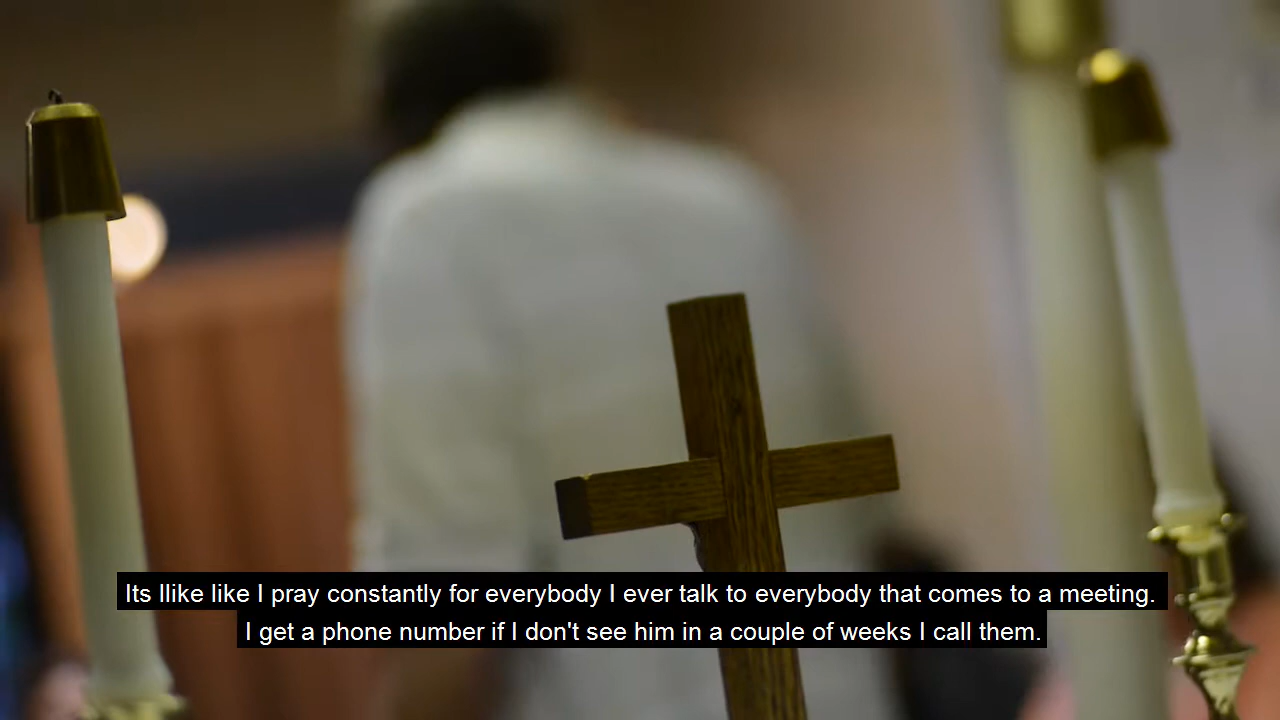 Its llike like I pray constantly for everybody I ever talk to everybody that comes to a meeting.
I get a phone number if I don't see him in a couple of weeks I call them.